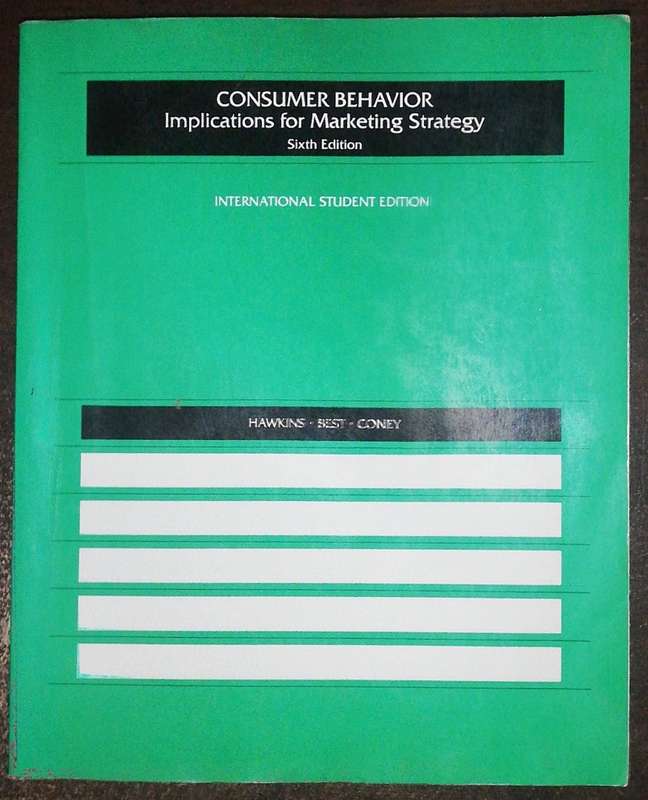 CONSUMER BEHAVIOR
Implications for Marketing Strategy
Sixth Edition
INTERNATIONAL STUDENT EDITION
HAWKINS · BEST · CONEY